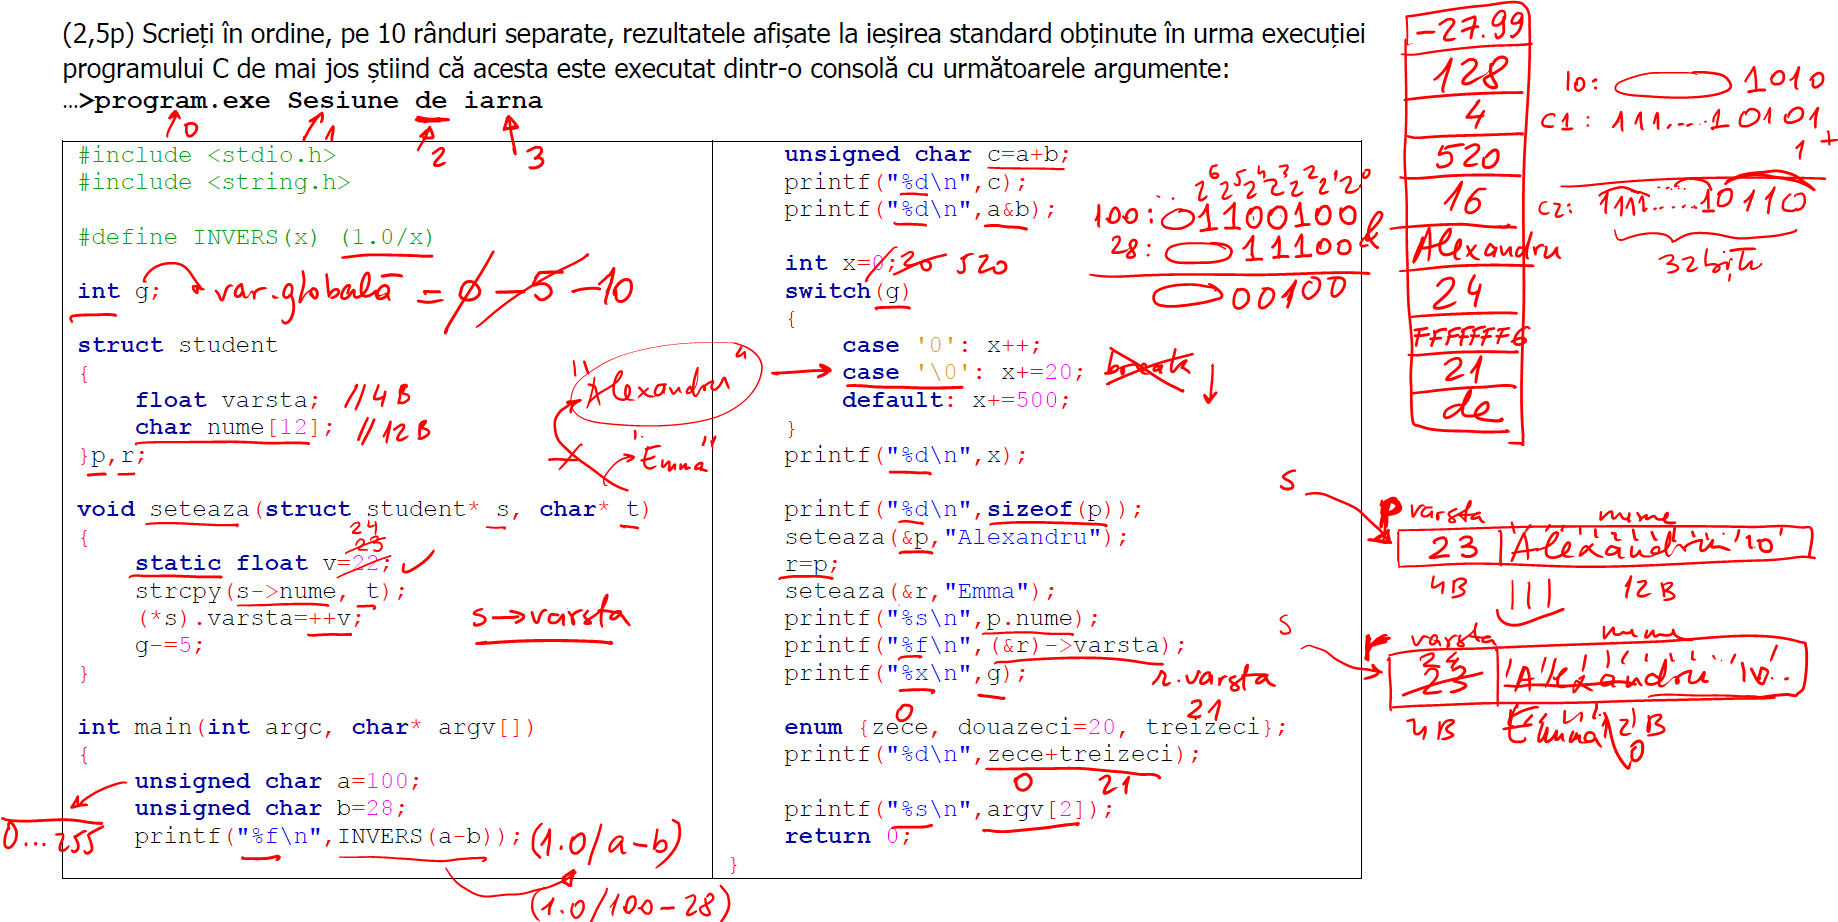 (2,5p) Scrieți în ordine, pe 10 rânduri separate, rezultatele afișate la ieșirea standard obținute în urma execuției
programului C de mai jos știind că acesta este executat dintr-o consolă cu următoarele argumente:
...>program.exe Sesiune de iarna
0 1 2 3
#include <stdio.h>
#include <string.h>
#define INVERS(x) (1.0/x)
int g; var.globală = 0 -5 -10
struct student
{
float varsta; //4B
char nume[12]; //12B
}p,r;
"Alexandru"
"Emma"
void seteaza(struct student* s, char* t)
{
24
23
static float v=22;
strcpy(s->nume, t);
(*s).varsta=++v;
s->varsta
g-=5;
}
int main(int argc, char* argv[])
{
unsigned char a=100;
unsigned char b=28;
0...255
printf("%f\n",INVERS(a-b)); (1.0/a-b)
(1.0/100-28)
unsigned char c=a+b;
printf("%d\n",c);
printf("%d\n",a&b);
.. 2^6 2^5 2^4 2^3 2^2 2^1 2^0
100: 01100100
28: 11100 &
00100
int x=0; 20 520
switch(g)
{
case '0': x++;
case '\0': x+=20; break
default: x+=500;
}
printf("%d\n",x);
printf("%d\n",sizeof(p));
seteaza(&p,"Alexandru");
r=p;
seteaza(&r,"Emma");
printf("%s\n",p.nume);
printf("%f\n",(&r)->varsta);
printf("%x\n",g);
r.varsta
0 21
enum {zece, douazeci=20, treizeci};
printf("%d\n",zece+treizeci);
0 21
printf("%s\n",argv[2]);
return 0;
}
-27.99
128
4
520
16
Alexandru
24
FFFFFFF6
21
de
10: 1010
C1: 111....10101
1 +
C2: 1111.....10110
32 biți
s
p varsta nume
23 'Alexandru' '\0'
4B 12B
s
r varsta nume
24
23 'Alexandru' '\0'..
4B Emma 12B
\0